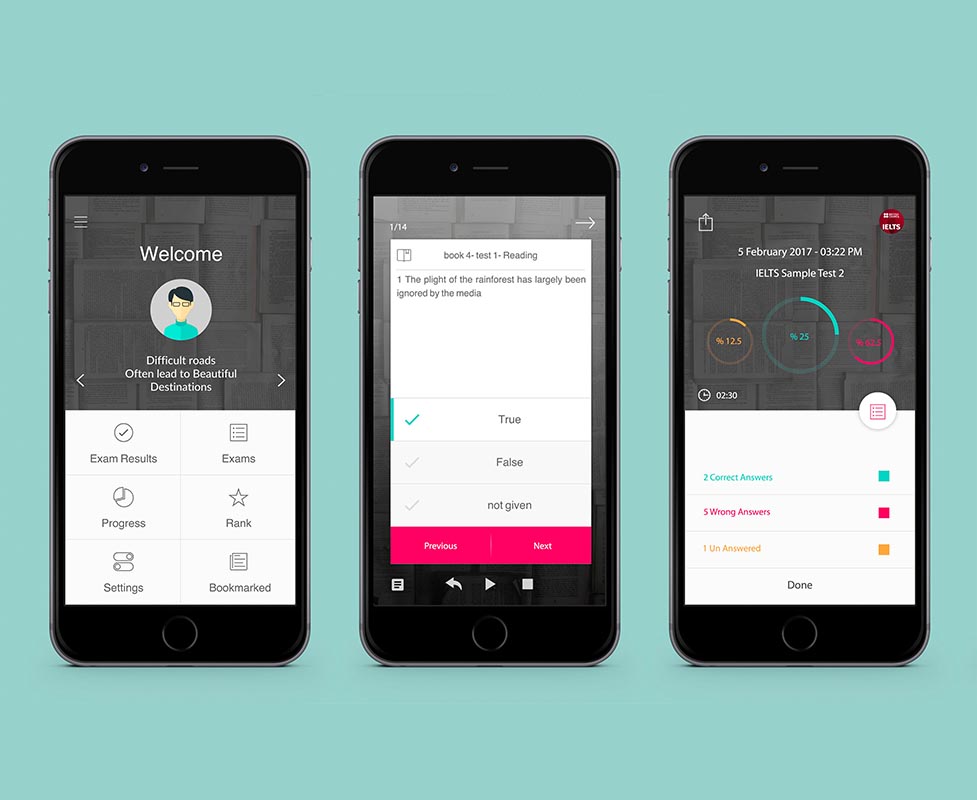 Welcome
Difficult roads
Often lead to Beautiful
Destinations
Exam Results
Exams
Progress
Rank
Settings
Bookmarked
1/14
book 4- test 1- Reading
1 The plight of the rainforest has largely been
ignored by the media
True
False
not given
Previous
Next
BRITISH
COUNCIL
IELTS
5 February 2017 - 03:22 PM
IELTS Sample Test 2
% 12.5
% 25
% 62.5
02:30
2 Correct Answers
5 Wrong Answers
1 Un Answered
Done